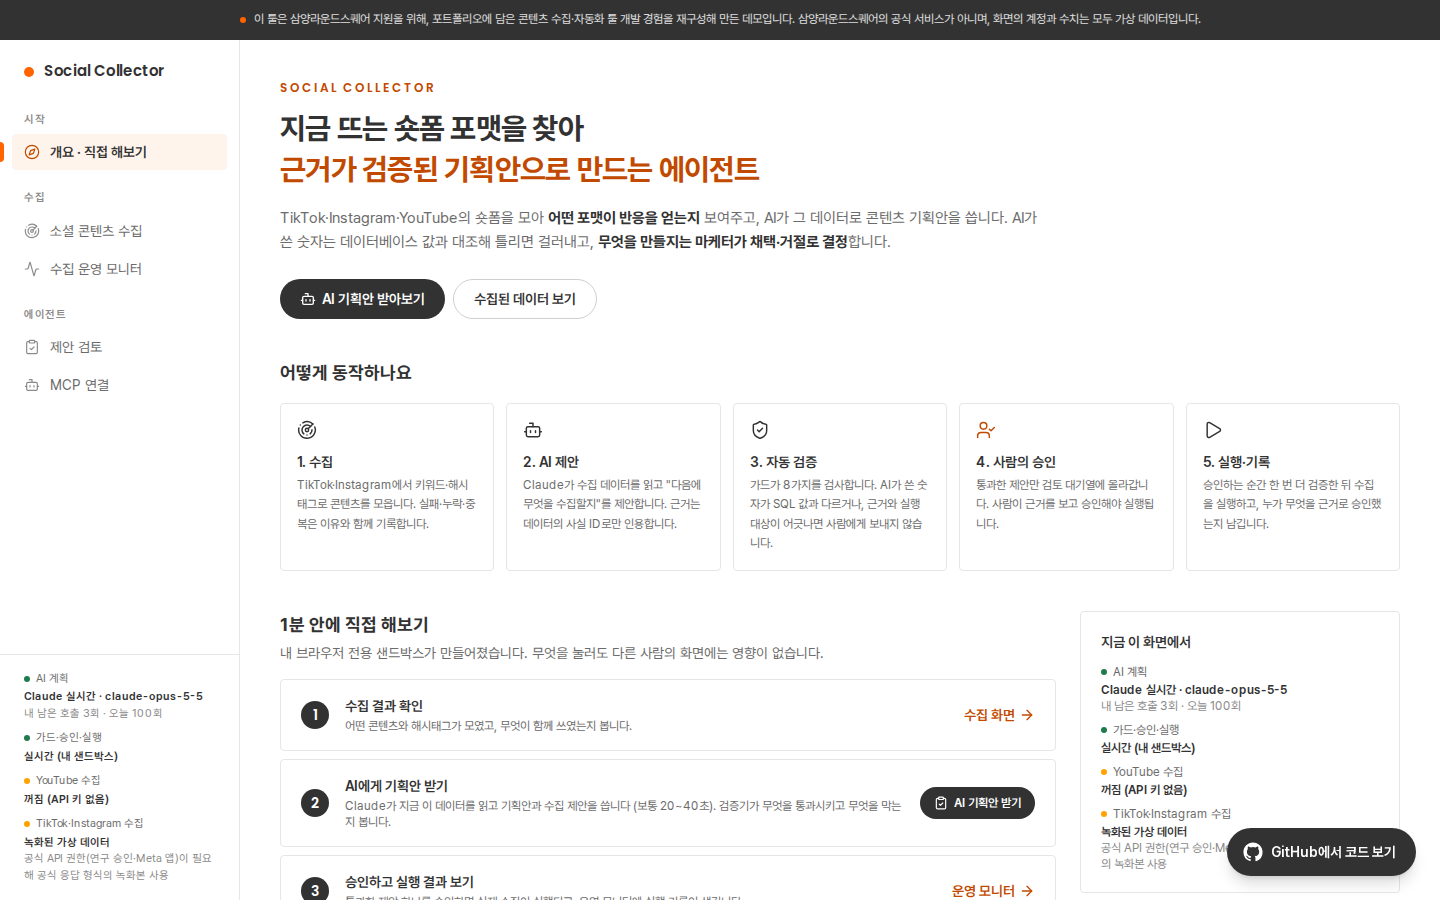 이 툴은 삼양라운드스퀘어 지원을 위해, 포트폴리오에 담은 콘텐츠 수집·자동화 툴 개발 경험을 재구성해 만든 데모입니다. 삼양라운드스퀘어의 공식 서비스가 아니며, 화면의 계정과 수치는 모두 가상 데이터입니다.
Social Collector
시작
개요 · 직접 해보기
수집
소셜 콘텐츠 수집
수집 운영 모니터
에이전트
제안 검토
MCP 연결
AI 계획
Claude 실시간 · claude-opus-5-5
내 남은 호출 3회 · 오늘 100회
가드·승인·실행
실시간 (내 샌드박스)
YouTube 수집
꺼짐 (API 키 없음)
TikTok·Instagram 수집
녹화된 가상 데이터
공식 API 권한(연구 승인·Meta 앱)이 필요
해 공식 응답 형식의 녹화본 사용
SOCIAL COLLECTOR
지금 뜨는 숏폼 포맷을 찾아
근거가 검증된 기획안으로 만드는 에이전트
TikTok·Instagram·YouTube의 숏폼을 모아 어떤 포맷이 반응을 얻는지 보여주고, AI가 그 데이터로 콘텐츠 기획안을 씁니다. AI가
쓴 숫자는 데이터베이스 값과 대조해 틀리면 걸러내고, 무엇을 만들지는 마케터가 채택·거절로 결정합니다.
AI 기획안 받아보기
수집된 데이터 보기
어떻게 동작하나요
1. 수집
TikTok·Instagram에서 키워드·해시
태그로 콘텐츠를 모읍니다. 실패·누락·중
복은 이유와 함께 기록합니다.
2. AI 제안
Claude가 수집 데이터를 읽고 "다음에
무엇을 수집할지"를 제안합니다. 근거는
데이터의 사실 ID로만 인용합니다.
3. 자동 검증
가드가 8가지를 검사합니다. AI가 쓴 숫
자가 SQL 값과 다르거나, 근거와 실행
대상이 어긋나면 사람에게 보내지 않습
니다.
4. 사람의 승인
통과한 제안만 검토 대기열에 올라갑니
다. 사람이 근거를 보고 승인해야 실행됩
니다.
5. 실행·기록
승인하는 순간 한 번 더 검증한 뒤 수집
을 실행하고, 누가 무엇을 근거로 승인했
는지 남깁니다.
1분 안에 직접 해보기
내 브라우저 전용 샌드박스가 만들어졌습니다. 무엇을 눌러도 다른 사람의 화면에는 영향이 없습니다.
1
수집 결과 확인
어떤 콘텐츠와 해시태그가 모였고, 무엇이 함께 쓰였는지 봅니다.
수집 화면
2
AI에게 기획안 받기
Claude가 지금 이 데이터를 읽고 기획안과 수집 제안을 씁니다 (보통 20~40초). 검증기가 무엇을 통과시키고 무엇을 막는
지 봅니다.
AI 기획안 받기
3
승인하고 실행 결과 보기
운영 모니터
지금 이 화면에서
AI 계획
Claude 실시간 · claude-opus-5-5
내 남은 호출 3회 · 오늘 100회
가드·승인·실행
실시간 (내 샌드박스)
YouTube 수집
꺼짐 (API 키 없음)
TikTok·Instagram 수집
녹화된 가상 데이터
공식 API 권한(연구 승인·Me
의 녹화본 사용
GitHub에서 코드 보기